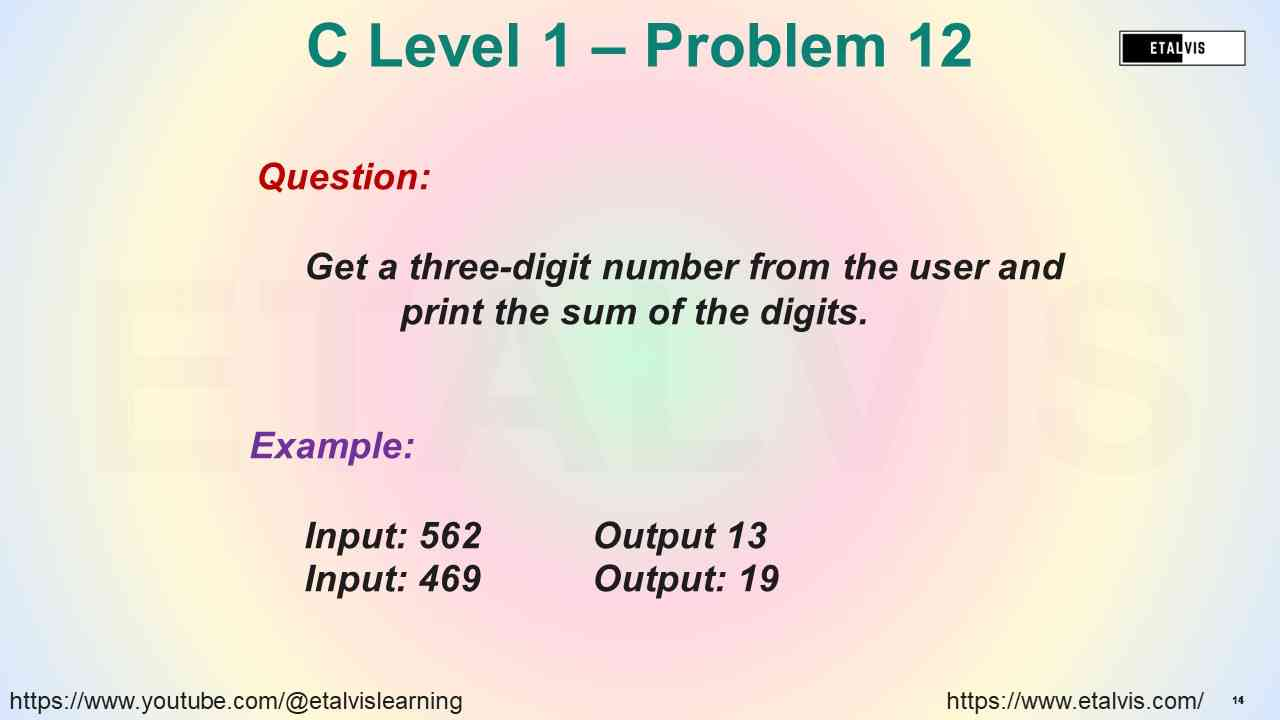 C Level 1 – Problem 12
ETALVIS
Question:
Get a three-digit number from the user and
print the sum of the digits.
ETALVIS
Example:
Input: 562 Output 13
Input: 469 Output: 19
https://www.youtube.com/@etalvislearning
https://www.etalvis.com/